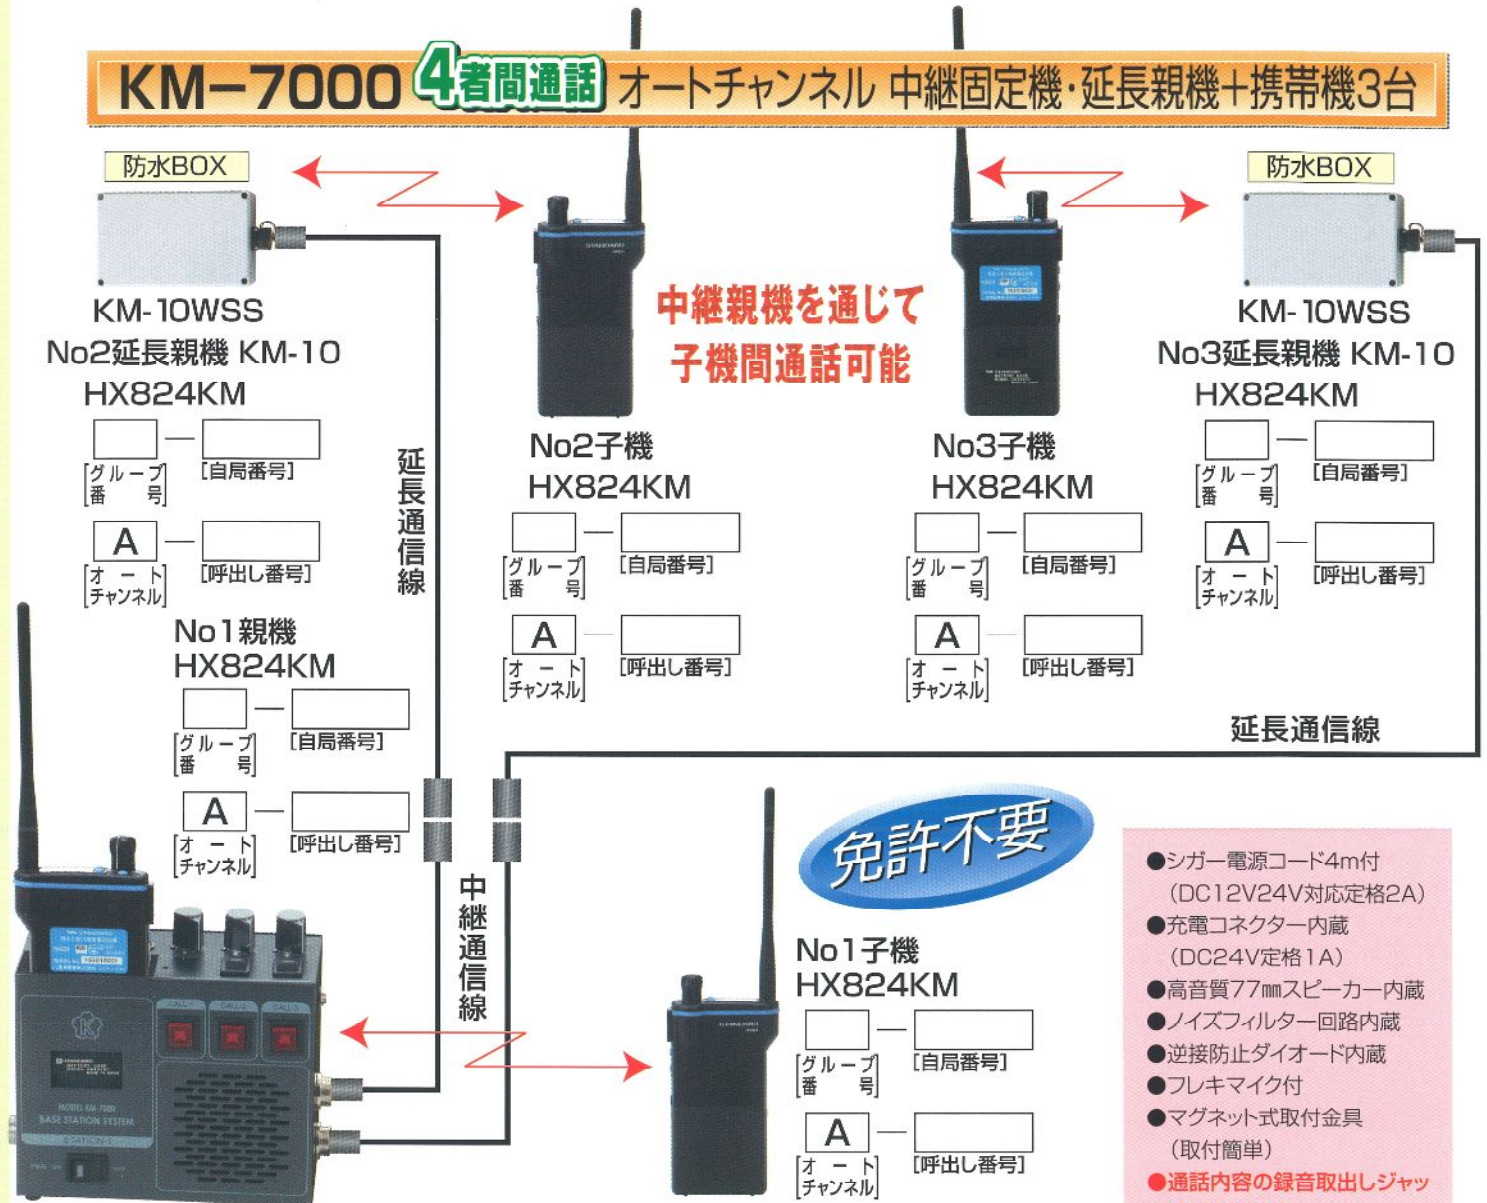 KM-7000 4者間通話 オートチャンネル 中継固定機・延長親機+携帯機3台
防水BOX
KM-10WSS
No2延長親機 KM-10
HX824KM
[グループ番号] [自局番号]
A
[オートチャンネル] [呼出し番号]
延長通信線
中継親機を通じて
子機間通話可能
No2子機
HX824KM
[グループ番号] [自局番号]
A
[オートチャンネル] [呼出し番号]
No3子機
HX824KM
[グループ番号] [自局番号]
A
[オートチャンネル] [呼出し番号]
防水BOX
KM-10WSS
No3延長親機 KM-10
HX824KM
[グループ番号] [自局番号]
A
[オートチャンネル] [呼出し番号]
延長通信線
No1親機
HX824KM
[グループ番号] [自局番号]
A
[オートチャンネル] [呼出し番号]
中継通信線
STANDARD
CALL-1 CALL-2 CALL-3
K
MODEL KM-7000
BASE STATION SYSTEM
免許不要
No1子機
HX824KM
[グループ番号] [自局番号]
A
[オートチャンネル] [呼出し番号]
●シガー電源コード4m付
(DC12V24V対応定格2A)
●充電コネクター内蔵
(DC24V定格1A)
●高音質77㎜スピーカー内蔵
●ノイズフィルター回路内蔵
●逆接防止ダイオード内蔵
●フレキマイク付
●マグネット式取付金具
(取付簡単)
●通話内容の録音取出しジャッ